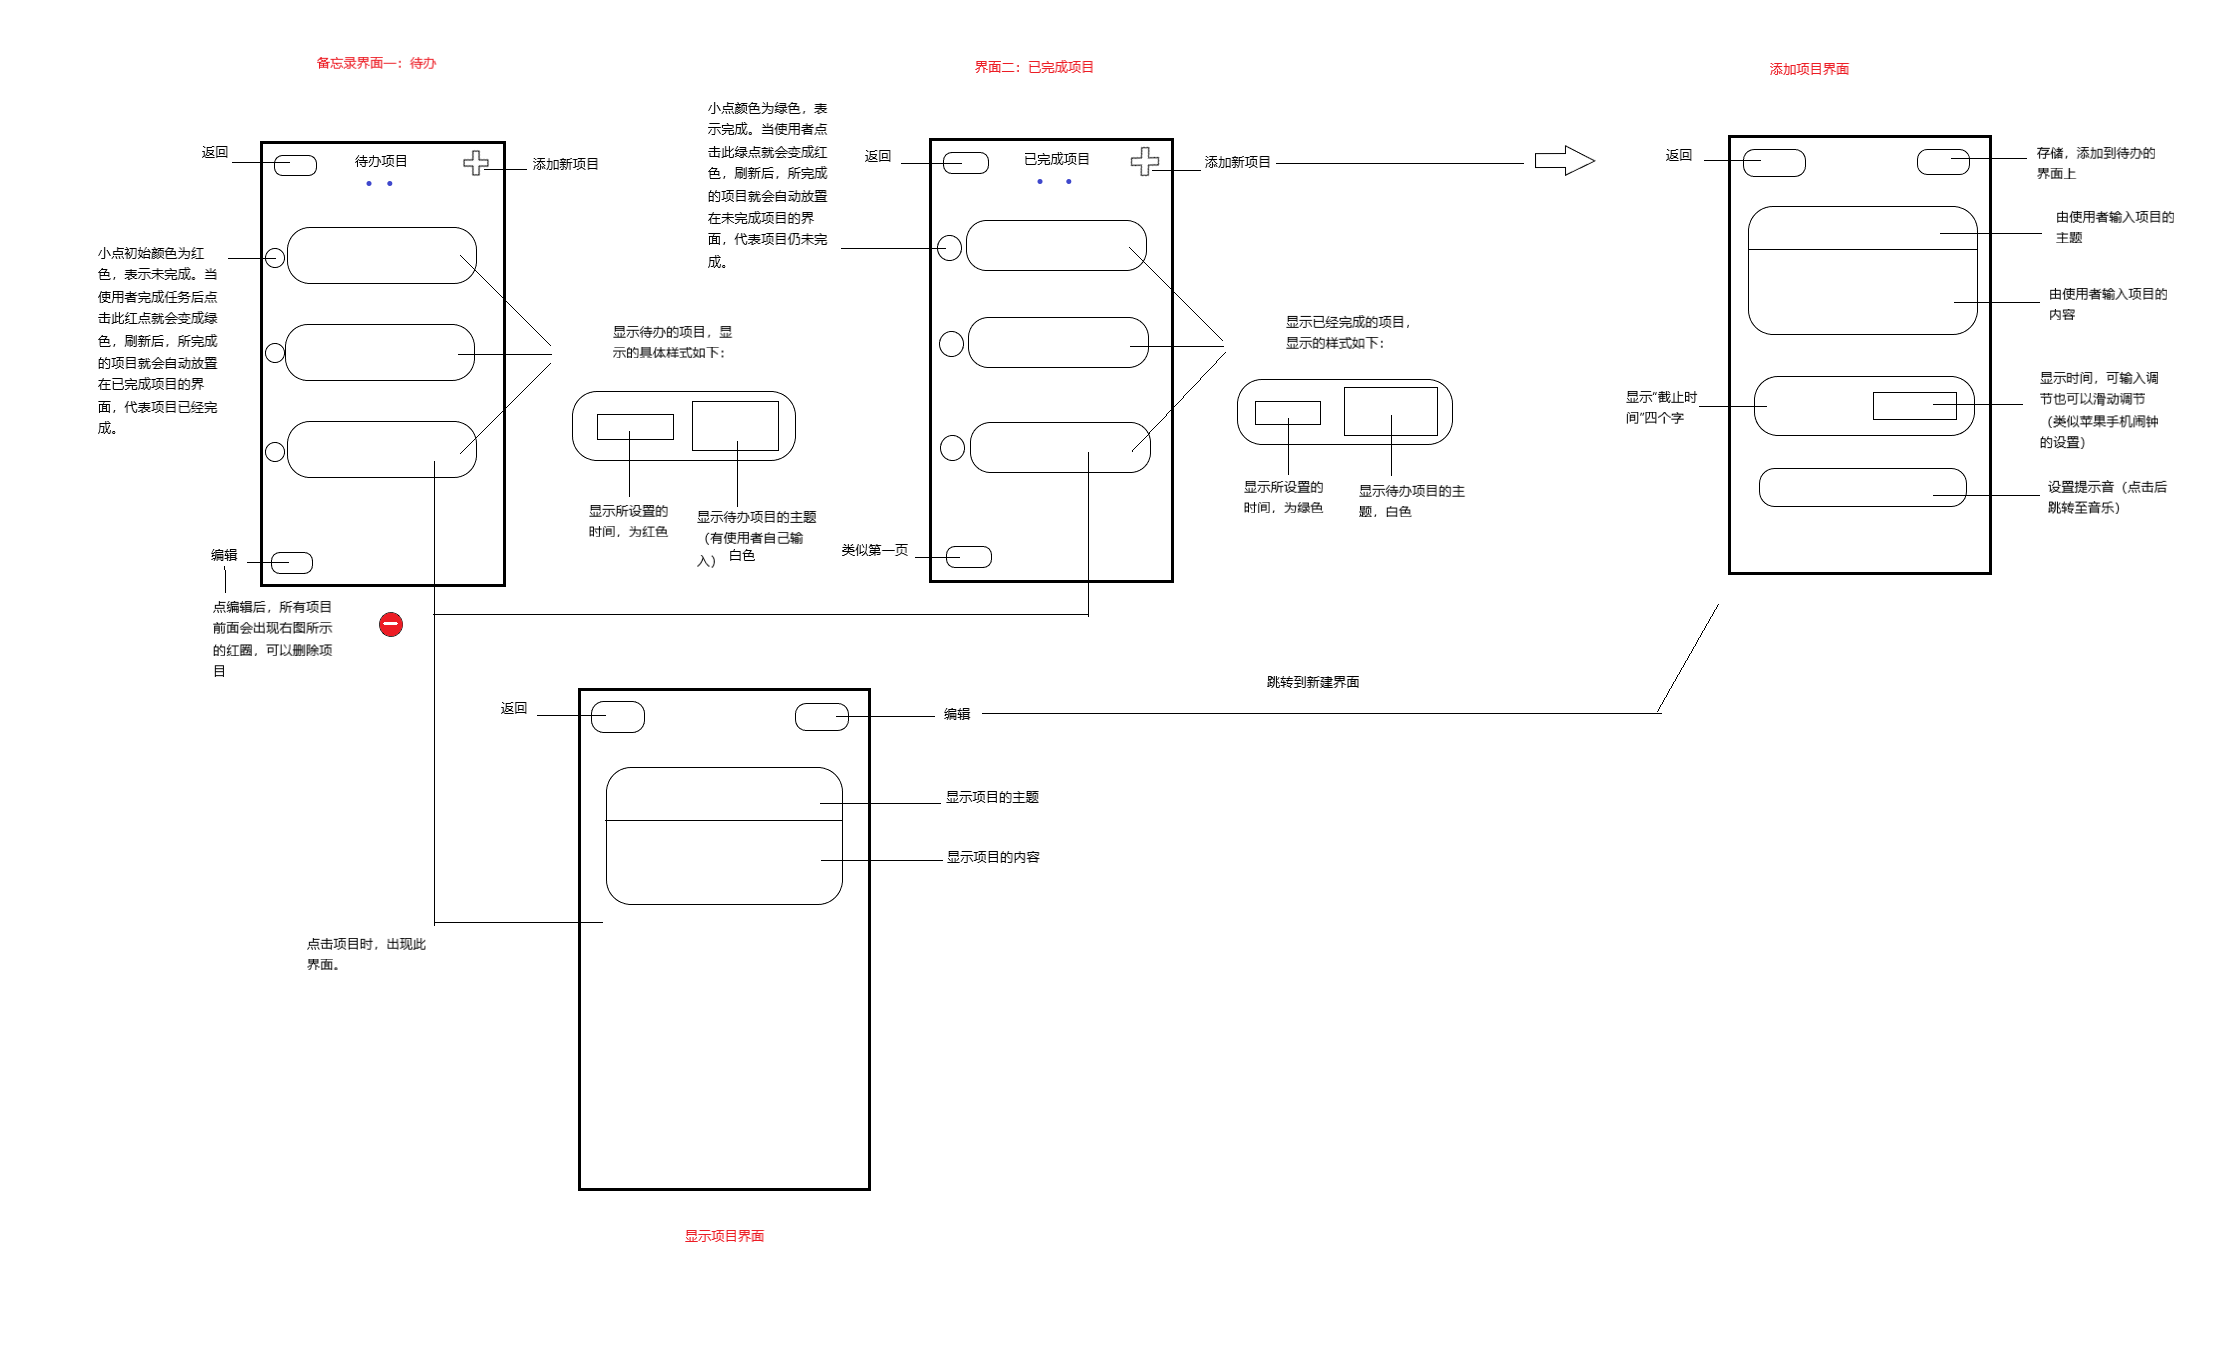 备忘录界面一：待办
返回
待办项目
添加新项目
小点初始颜色为红
色，表示未完成。当
使用者完成任务后点
击此红点就会变成绿
色，刷新后，所完成
的项目就会自动放置
在已完成项目的界
面，代表项目已经完
成。
显示待办的项目，显
示的具体样式如下：
显示所设置的
时间，为红色
显示待办项目的主题
（有使用者自己输
入）
白色
编辑
点编辑后，所有项目
前面会出现右图所示
的红圈，可以删除项
目
界面二：已完成项目
小点颜色为绿色，表
示完成。当使用者点
击此绿点就会变成红
色，刷新后，所完成
的项目就会自动放置
在未完成项目的界
面，代表项目仍未完
成。
返回
已完成项目
添加新项目
显示已经完成的项目，
显示的样式如下：
显示所设置的
时间，为绿色
显示待办项目的主
题，白色
类似第一页
添加项目界面
返回
存储，添加到待办的
界面上
由使用者输入项目的
主题
由使用者输入项目的
内容
显示"截止时
间"四个字
显示时间，可输入调
节也可以滑动调节
（类似苹果手机闹钟
的设置）
设置提示音（点击后
跳转至音乐）
跳转到新建界面
返回
编辑
显示项目的主题
显示项目的内容
点击项目时，出现此
界面。
显示项目界面